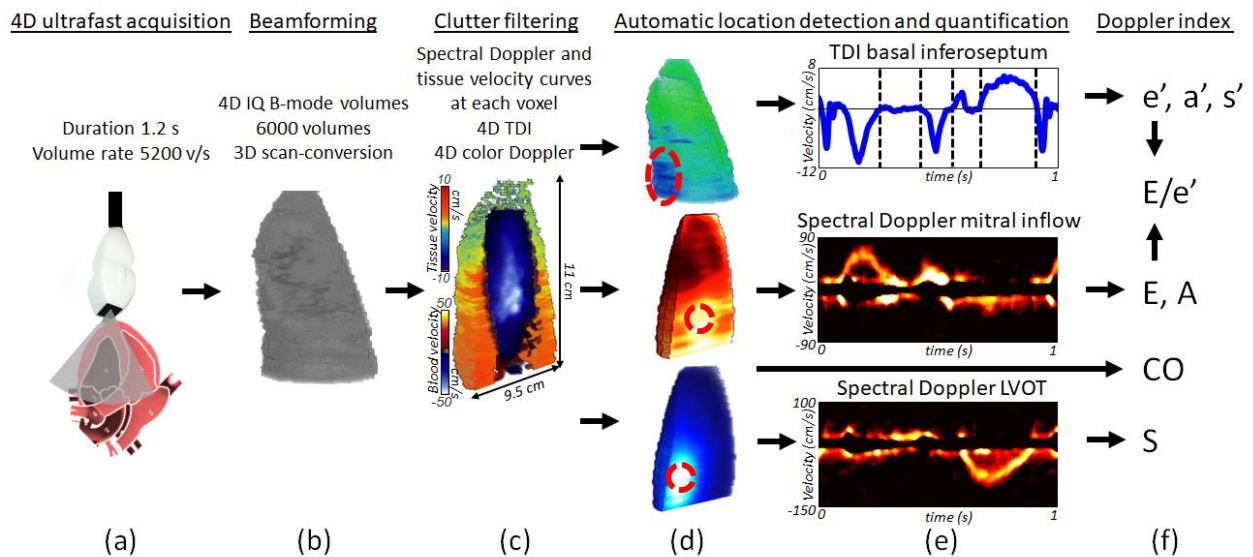 4D ultrafast acquisition
Beamforming
Clutter filtering
Automatic location detection and quantification
Doppler index
Duration 1.2 s
Volume rate 5200 v/s
4D IQ B-mode volumes
6000 volumes
3D scan-conversion
Spectral Doppler and
tissue velocity curves
at each voxel
4D TDI
4D color Doppler
10
Tissue velocity
cm/s
-10
50
Blood velocity
cm/s
-50
11 cm
9.5 cm
TDI basal inferoseptum
8
Velocity (cm/s)
-12
time (s)
1
Spectral Doppler mitral inflow
90
Velocity (cm/s)
-90
0
time (s)
1
Spectral Doppler LVOT
100
Velocity (cm/s)
-150
0
time (s)
1
e’, a’, s’
E/e’
E, A
CO
S
(a)
(b)
(c)
(d)
(e)
(f)